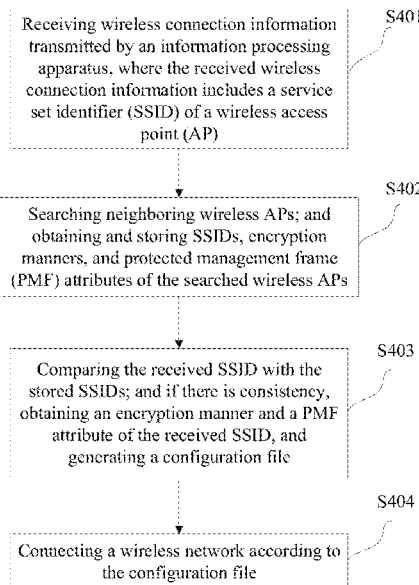 S401
Receiving wireless connection information
transmitted by an information processing
apparatus, where the received wireless
connection information includes a service
set identifier (SSID) of a wireless access
point (AP)
S402
Searching neighboring wireless APs; and
obtaining and storing SSIDs, encryption
manners, and protected management frame
(PMF) attributes of the searched wireless APs
S403
Comparing the received SSID with the
stored SSIDs; and if there is consistency,
obtaining an encryption manner and a PMF
attribute of the received SSID, and
generating a configuration file
S404
Connecting a wireless network according to
the configuration file